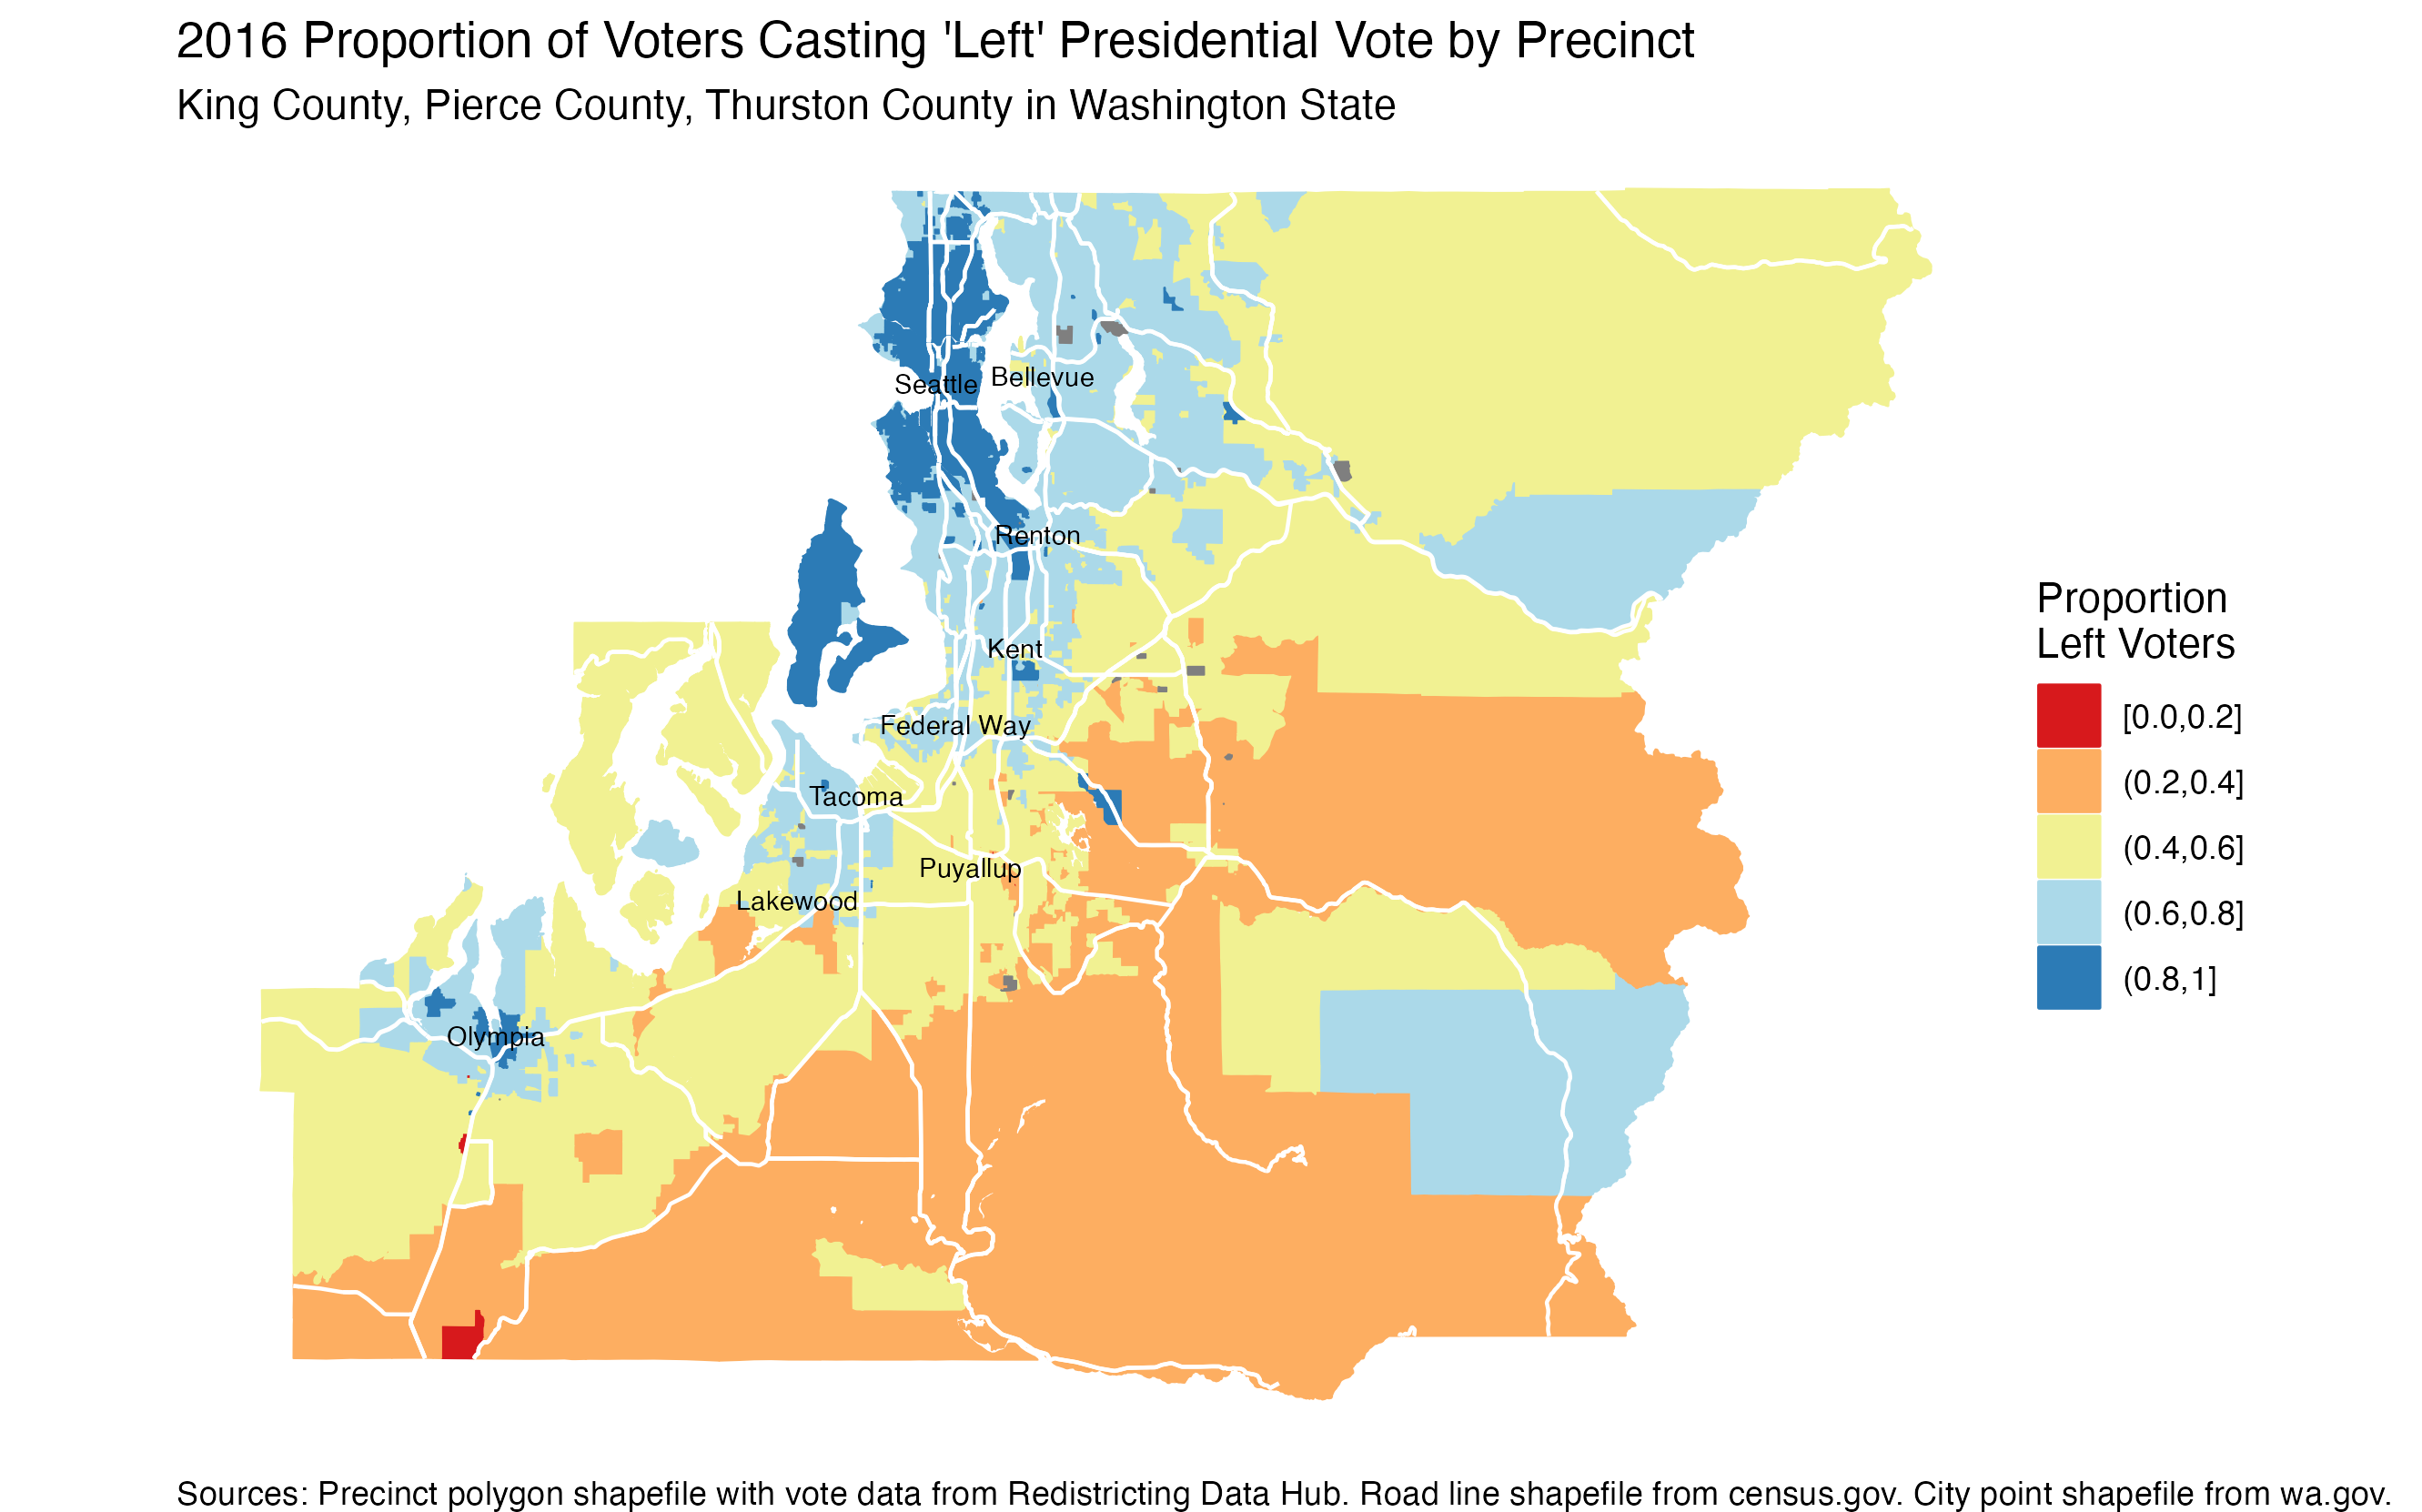 2016 Proportion of Voters Casting 'Left' Presidential Vote by Precinct
King County, Pierce County, Thurston County in Washington State
Seattle
Bellevue
Renton
Kent
Federal Way
Tacoma
Puyallup
Lakewood
Olympia
Proportion
Left Voters
[0.0,0.2]
(0.2,0.4]
(0.4,0.6]
(0.6,0.8]
(0.8,1]
Sources: Precinct polygon shapefile with vote data from Redistricting Data Hub. Road line shapefile from census.gov. City point shapefile from wa.gov.